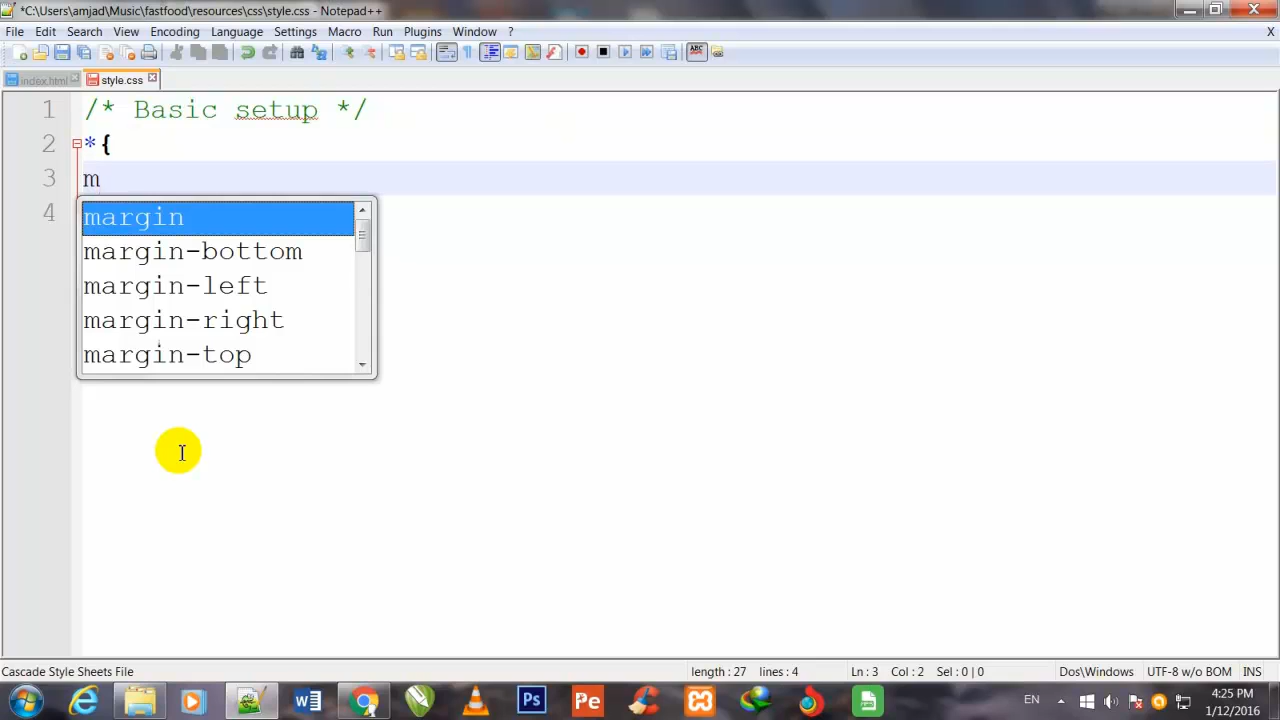 *C:\Users\amjad\Music\fastfood\resources\css\style.css - Notepad++
File Edit Search View Encoding Language Settings Macro Run Plugins Window ? X
index.html style.css
1 /* Basic setup */
2 *{
3 m
4
margin
margin-bottom
margin-left
margin-right
margin-top
Cascade Style Sheets File length : 27 lines : 4 Ln : 3 Col : 2 Sel : 0 | 0 Dos\Windows UTF-8 w/o BOM INS
EN 4:25 PM
1/12/2016